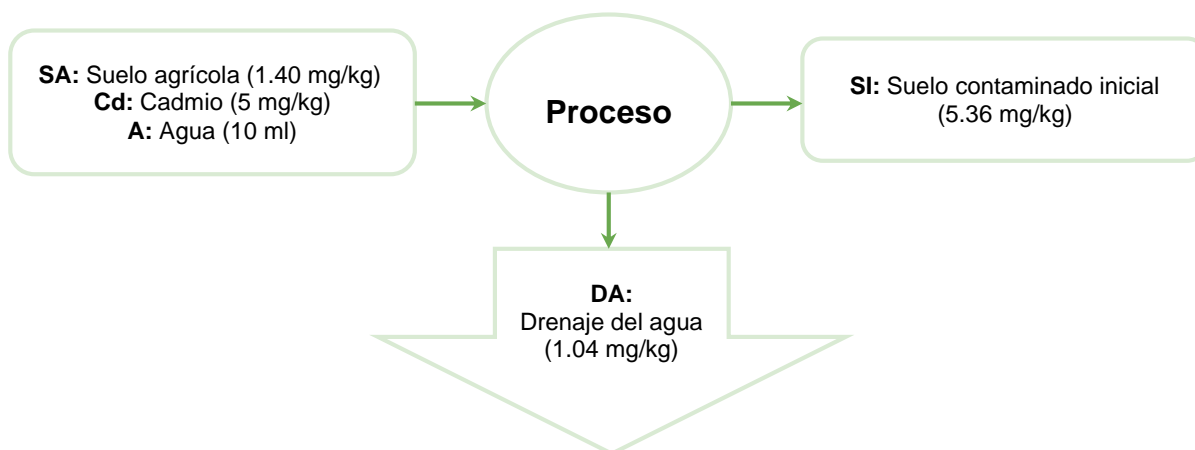 SA: Suelo agrícola (1.40 mg/kg)
Cd: Cadmio (5 mg/kg)
A: Agua (10 ml)
Proceso
SI: Suelo contaminado inicial
(5.36 mg/kg)
DA:
Drenaje del agua
(1.04 mg/kg)